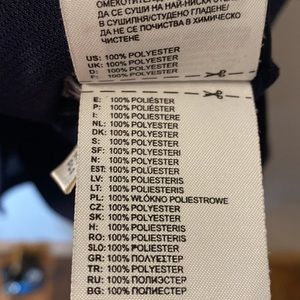 ОМЕКОТИТЕЛ
ДА СЕ СУШИ НА НАЙ-НИСКА
В СУШИЛНЯ/СТУДЕНО ГЛАДЕНЕ/
ДА НЕ СЕ ПОЧИСТВА ХИМИЧЕСКО
ЧИСТЕНЕ
US: 100% POLYESTER
UK: 100% POLYESTER
D: 100% POLYESTER
F: 100% POLYESTER
E: 100% POLIÉSTER
P: 100% POLIÉSTER
I: 100% POLIESTERE
NL: 100% POLYESTER
DK: 100% POLYESTER
S: 100% POLYESTER
SF: 100% POLYESTERI
N: 100% POLYESTER
EST: 100% POLÜESTER
LV: 100% POLIESTERIS
LT: 100% POLIESTERIS
PL: 100% WŁÓKNO POLIESTROWE
CZ: 100% POLYESTER
SK: 100% POLYESTER
H: 100% POLIESZTER
RO: 100% POLIESTER
SLO: 100% POLIESTER
GR: 100% ΠΟΛΥΕΣΤΕΡ
TR: 100% POLYESTER
RU: 100% ПОЛИЭСТЕР
BG: 100% ПОЛИЕСТЕР